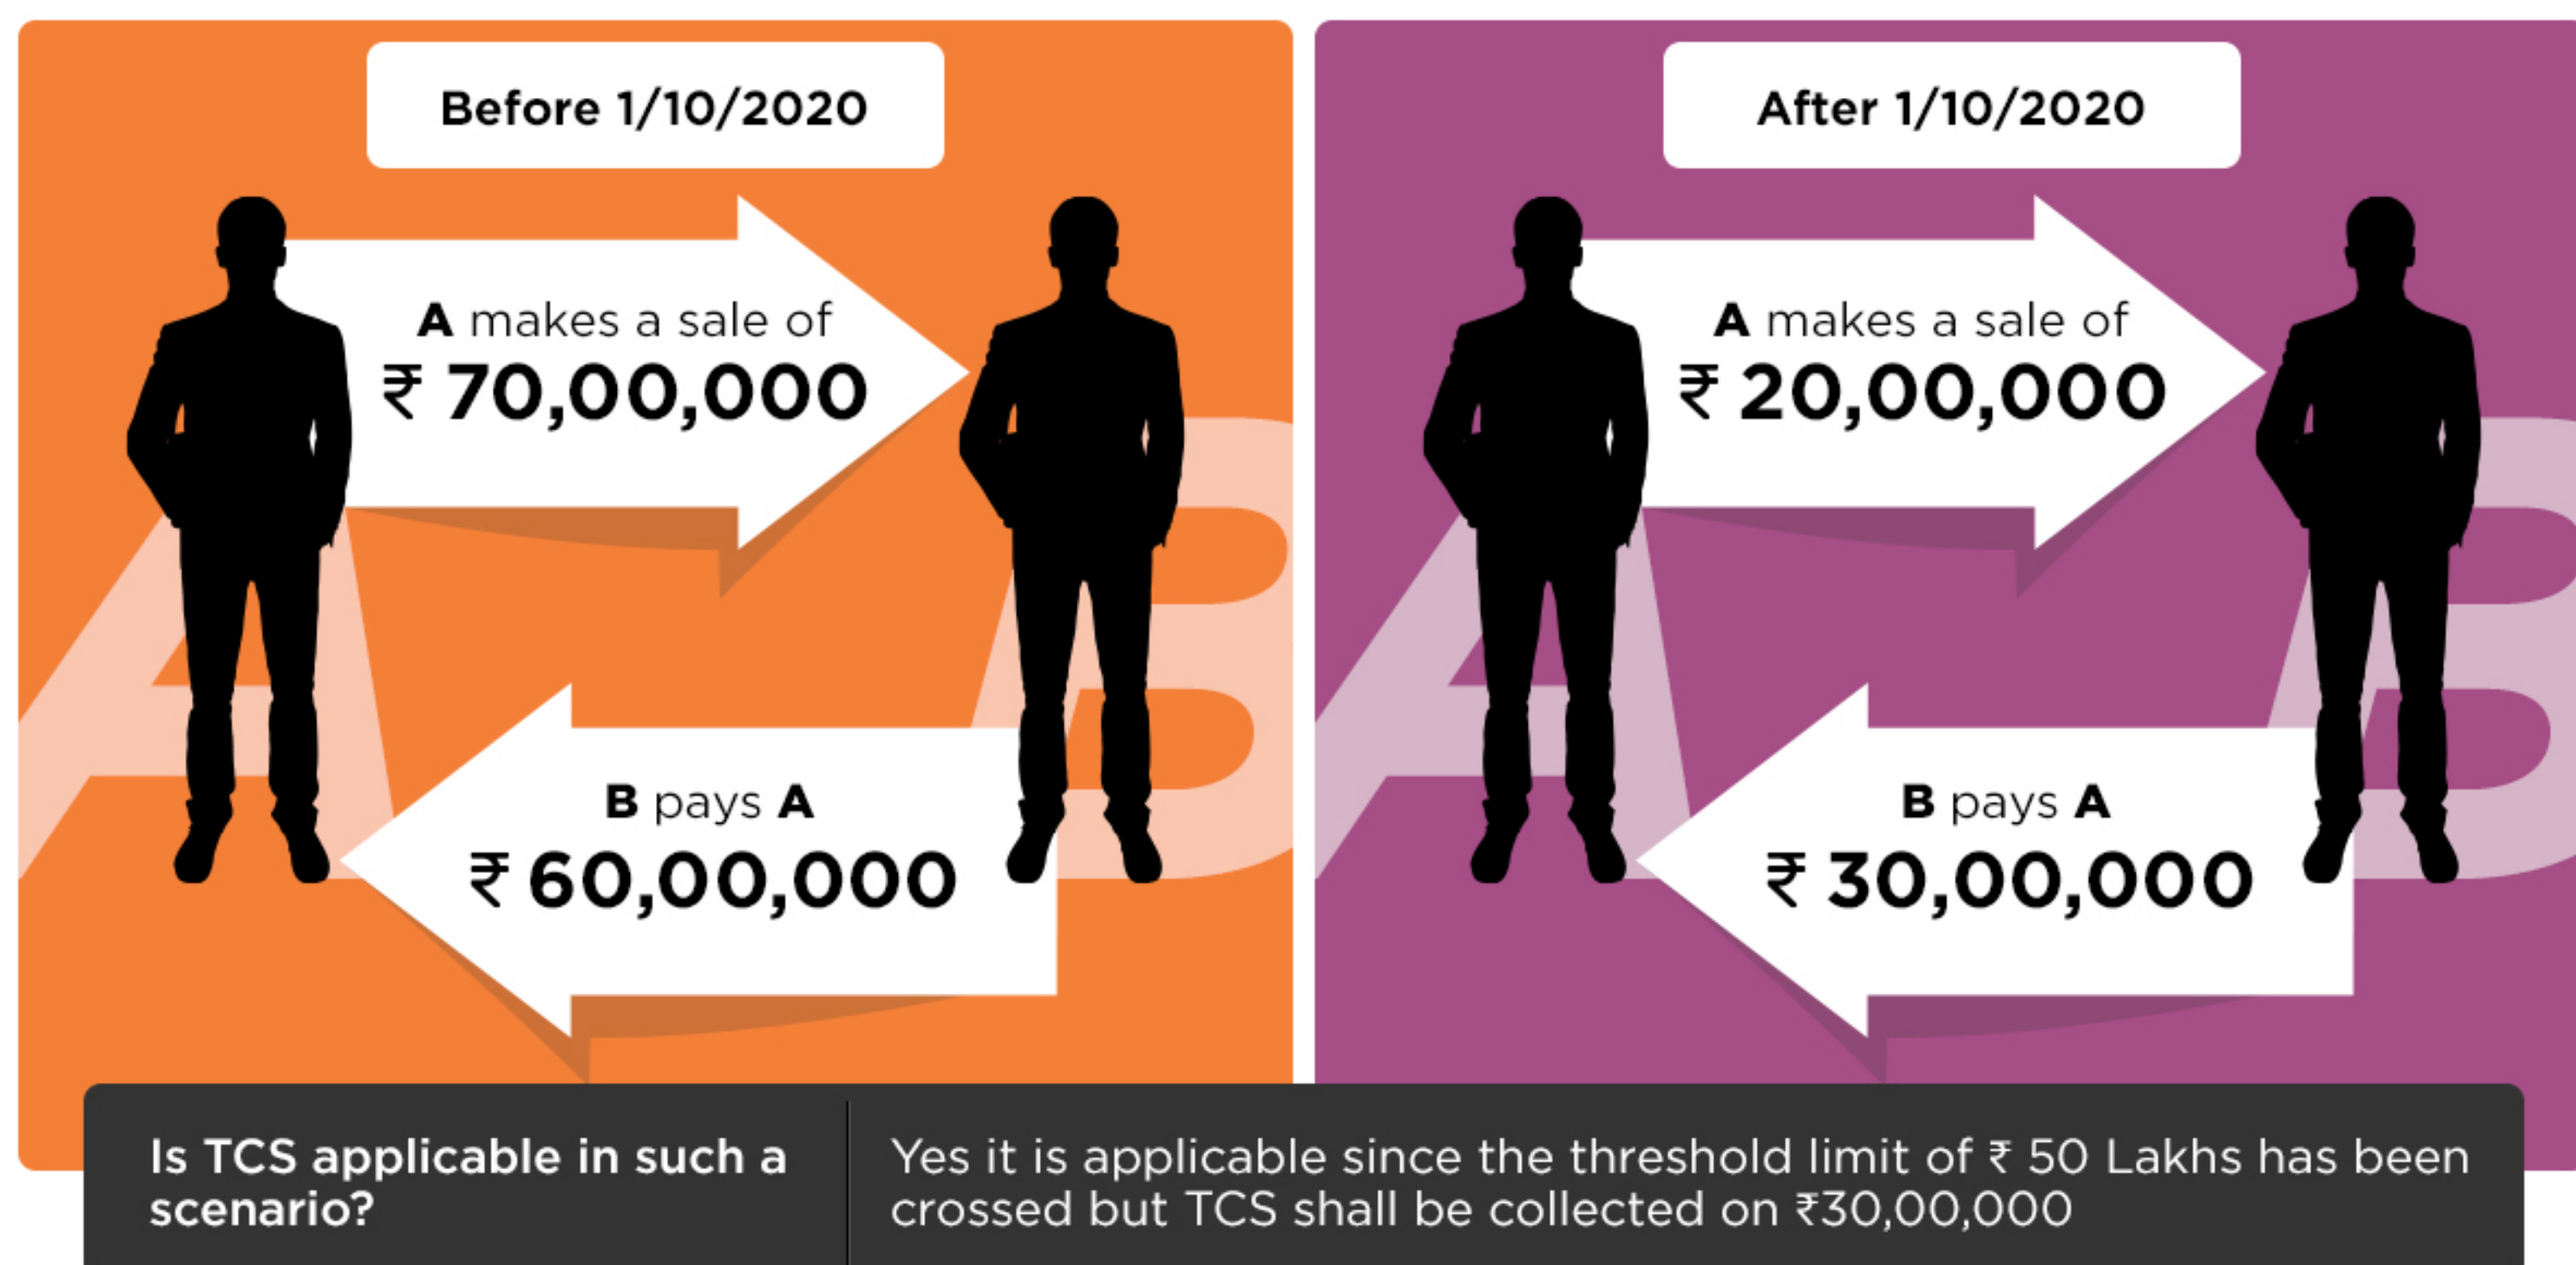 Before 1/10/2020
A makes a sale of
₹ 70,00,000
B pays A
₹ 60,00,000
A
B
After 1/10/2020
A makes a sale of
₹ 20,00,000
B pays A
₹ 30,00,000
A
B
Is TCS applicable in such a
scenario?
Yes it is applicable since the threshold limit of ₹ 50 Lakhs has been
crossed but TCS shall be collected on ₹30,00,000